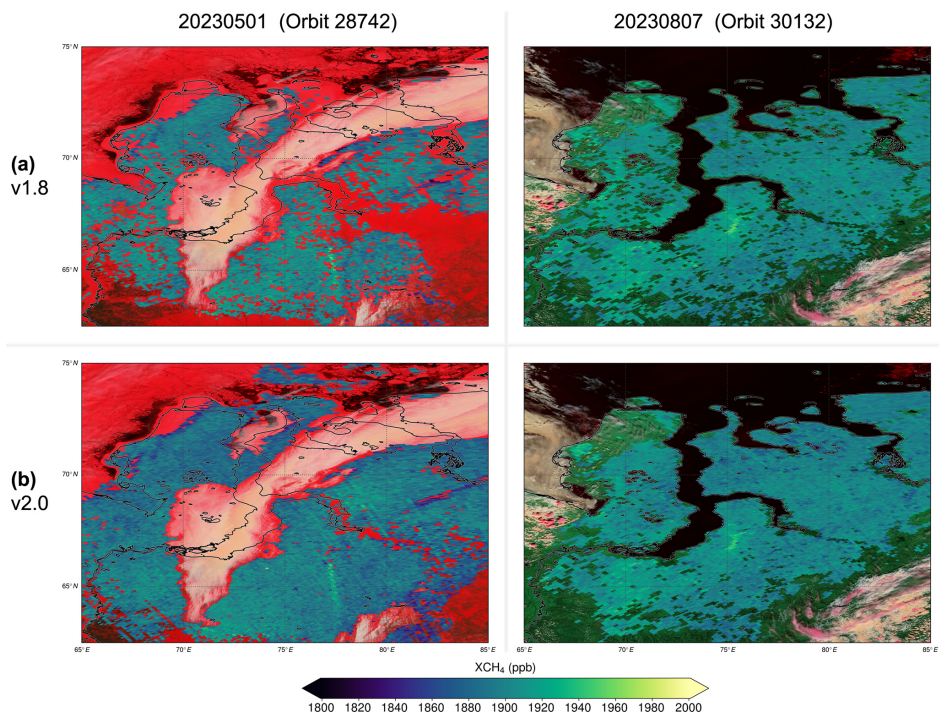 20230501 (Orbit 28742)
20230807 (Orbit 30132)
(a)
v1.8
75°N
70°N
65°N
(b)
v2.0
75°N
70°N
65°N
65°E 70°E 75°E 80°E 85°E
65°E 70°E 75°E 80°E 85°E
XCH₄ (ppb)
1800 1820 1840 1860 1880 1900 1920 1940 1960 1980 2000